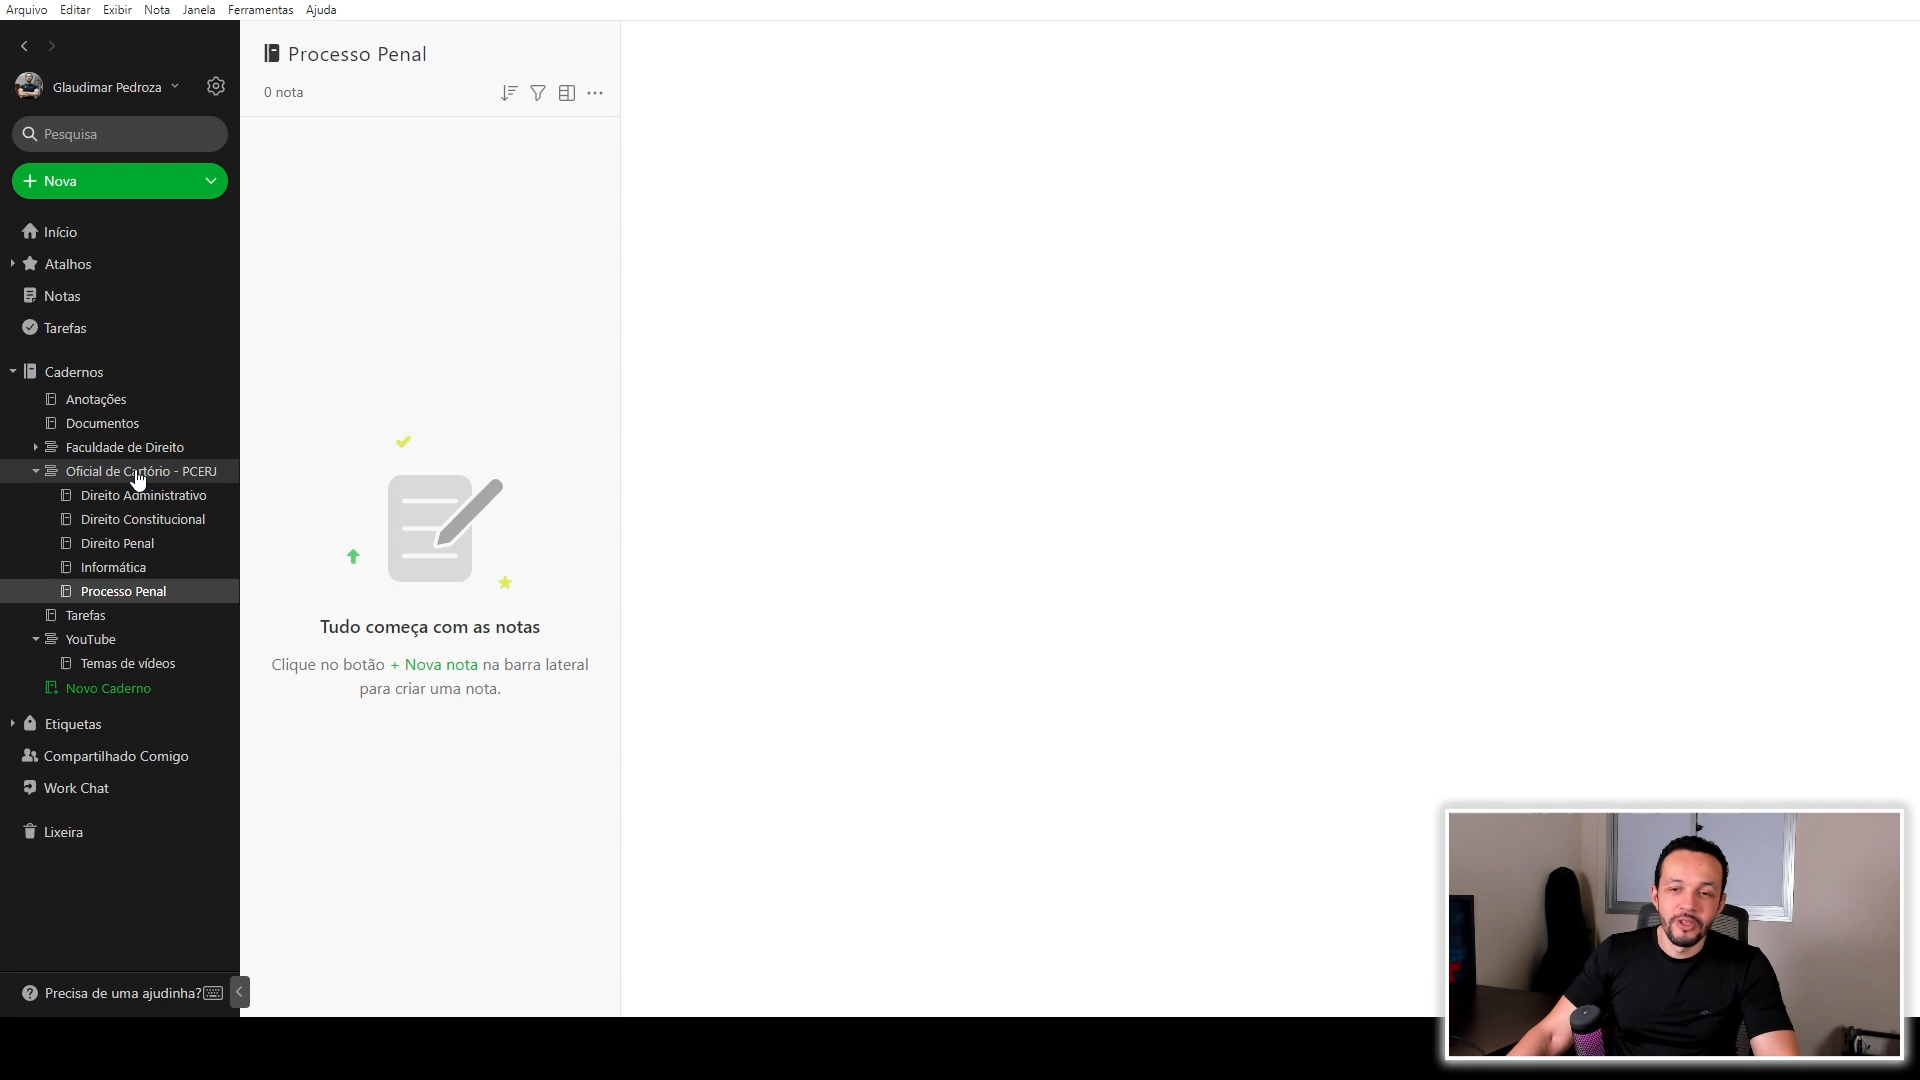 Arquivo Editar Exibir Nota Janela Ferramentas Ajuda
Glaudimar Pedroza
Pesquisa
Nova
Início
Atalhos
Notas
Tarefas
Cadernos
Anotações
Documentos
Faculdade de Direito
Oficial de Cartório - PCERJ
Direito Administrativo
Direito Constitucional
Direito Penal
Informática
Processo Penal
Tarefas
YouTube
Temas de vídeos
Novo Caderno
Etiquetas
Compartilhado Comigo
Work Chat
Lixeira
Precisa de uma ajudinha?
Processo Penal
0 nota
Tudo começa com as notas
Clique no botão + Nova nota na barra lateral
para criar uma nota.